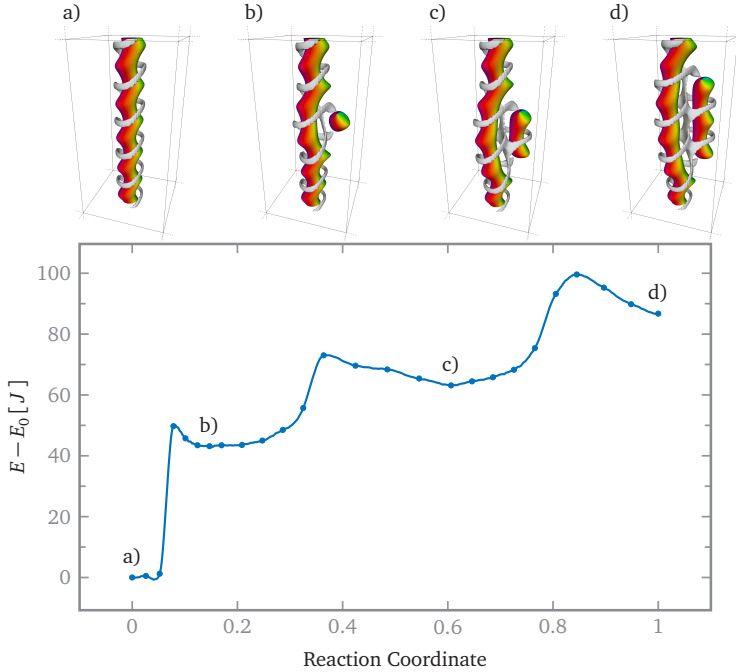 a) b) c) d)
100
80
60
40
20
0
E − E₀ [J]
a)
b)
c)
d)
0 0.2 0.4 0.6 0.8 1
Reaction Coordinate